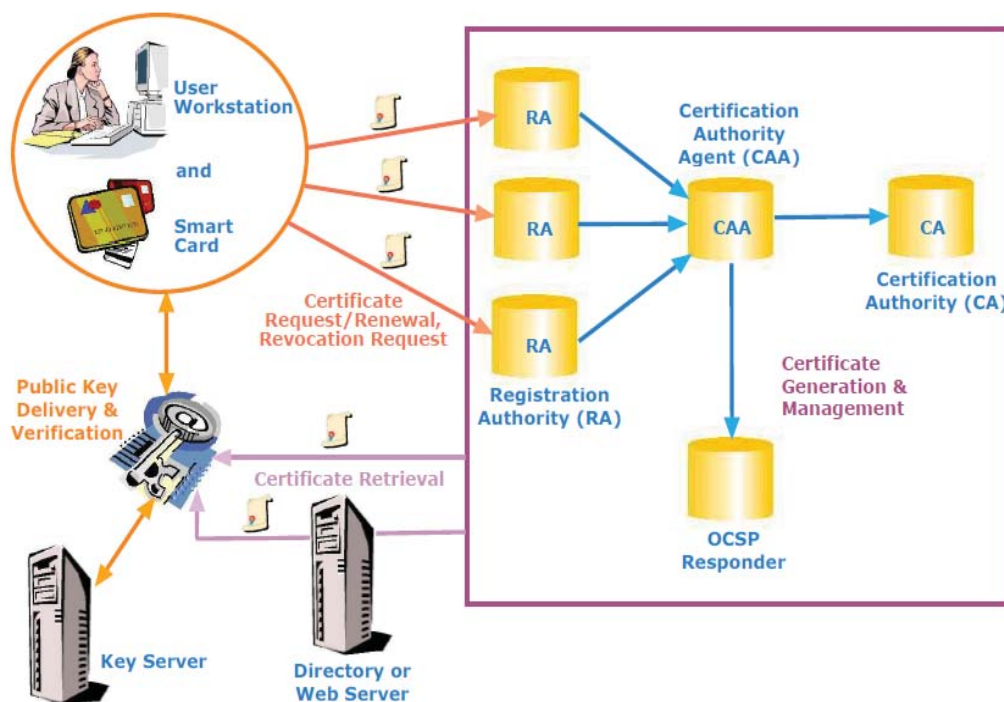 User
Workstation
and
Smart
Card
RA
RA
RA
Certification
Authority
Agent (CAA)
CAA
CA
Certification
Authority (CA)
Certificate
Request/Renewal,
Revocation Request
Registration
Authority (RA)
Certificate
Generation &
Management
Public Key
Delivery &
Verification
Certificate Retrieval
OCSP
Responder
Key Server
Directory or
Web Server